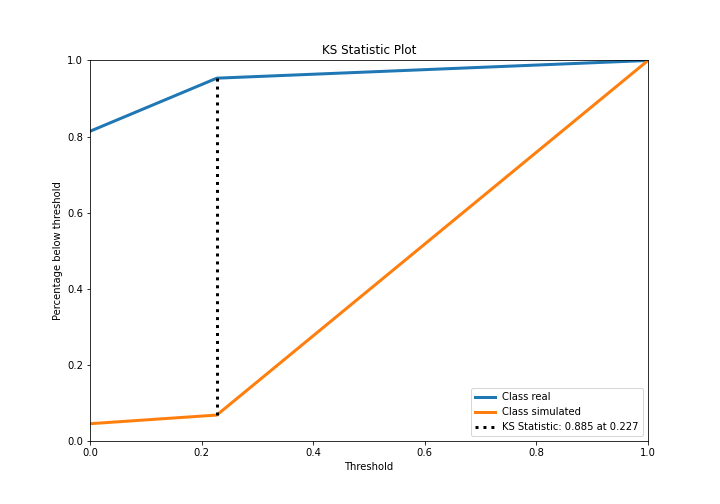 KS Statistic Plot
1.0
0.8
0.6
0.4
0.2
0.0
Percentage below threshold
0.0 0.2 0.4 0.6 0.8 1.0
Threshold
Class real
Class simulated
KS Statistic: 0.885 at 0.227